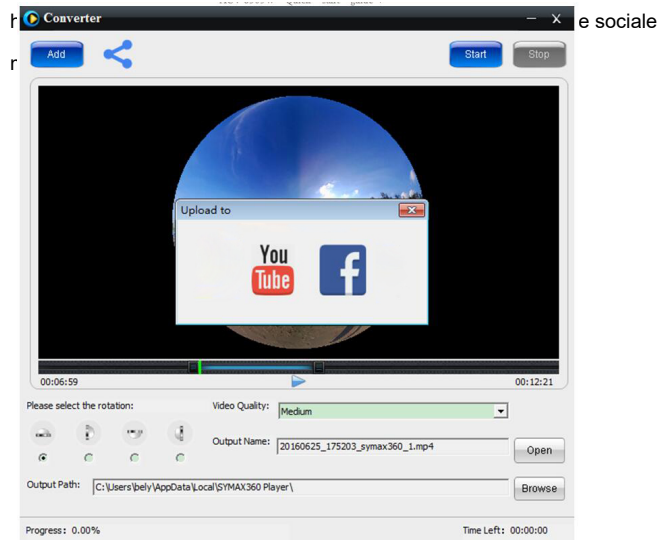 Converter
e sociale
Add
Start
Stop
Upload to
You
Tube
f
00:06:59
00:12:21
Please select the rotation:
Video Quality:
Medium
Output Name:
20160625_175203_symax360_1.mp4
Open
Output Path:
C:\Users\bely\AppData\Local\SYMAX360 Player\
Browse
Progress: 0.00%
Time Left: 00:00:00